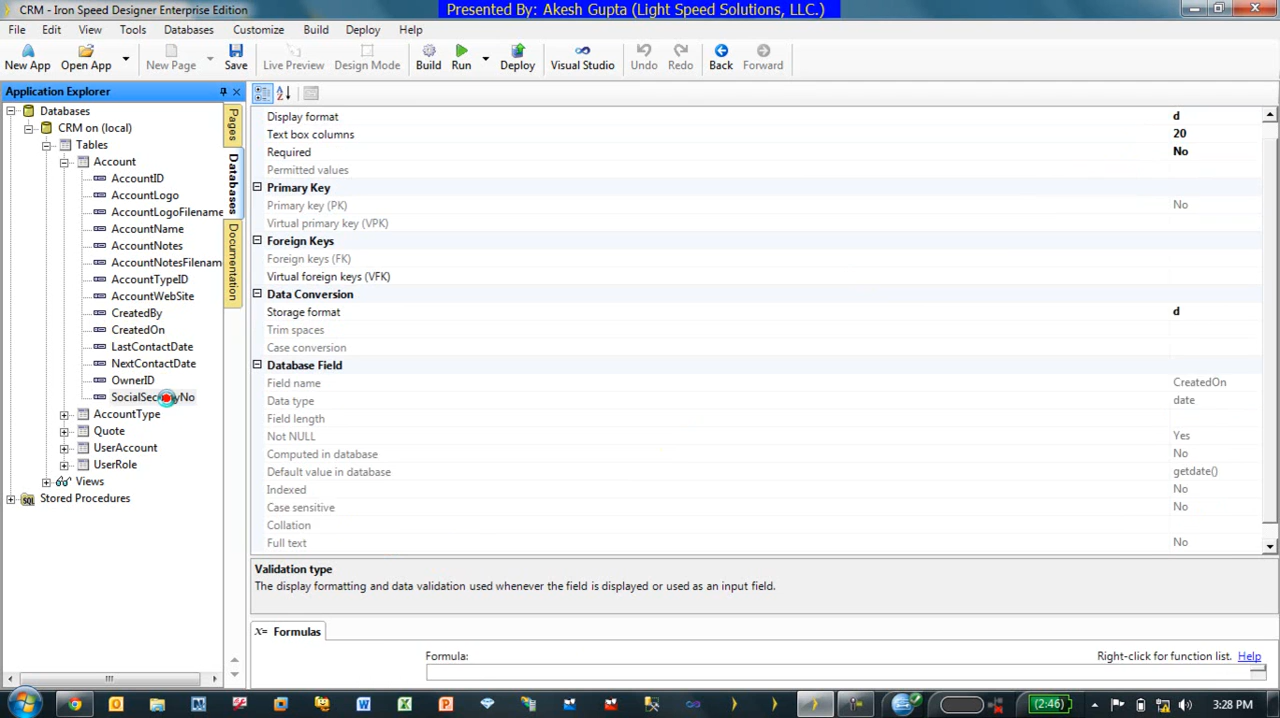 CRM - Iron Speed Designer Enterprise Edition
Presented By: Akesh Gupta (Light Speed Solutions, LLC.)
File Edit View Tools Databases Customize Build Deploy Help
New App Open App New Page Save Live Preview Design Mode Build Run Deploy Visual Studio Undo Redo Back Forward
Application Explorer
Databases
CRM on (local)
Tables
Account
AccountID
AccountLogo
AccountLogoFilename
AccountName
AccountNotes
AccountNotesFilenam
AccountTypeID
AccountWebSite
CreatedBy
CreatedOn
LastContactDate
NextContactDate
OwnerID
AccountType
Quote
UserAccount
UserRole
Views
Stored Procedures
Pages
Databases
Documentation
Display format d
Text box columns 20
Required No
Permitted values
Primary Key
Primary key (PK) No
Virtual primary key (VPK)
Foreign Keys
Foreign keys (FK)
Virtual foreign keys (VFK)
Data Conversion
Storage format d
Trim spaces
Case conversion
Database Field
Field name CreatedOn
Data type date
Field length
Not NULL Yes
Computed in database No
Default value in database getdate()
Indexed No
Case sensitive No
Collation
Full text No
Validation type
The display formatting and data validation used whenever the field is displayed or used as an input field.
X= Formulas
Formula: Right-click for function list. Help
(2:46) 3:28 PM